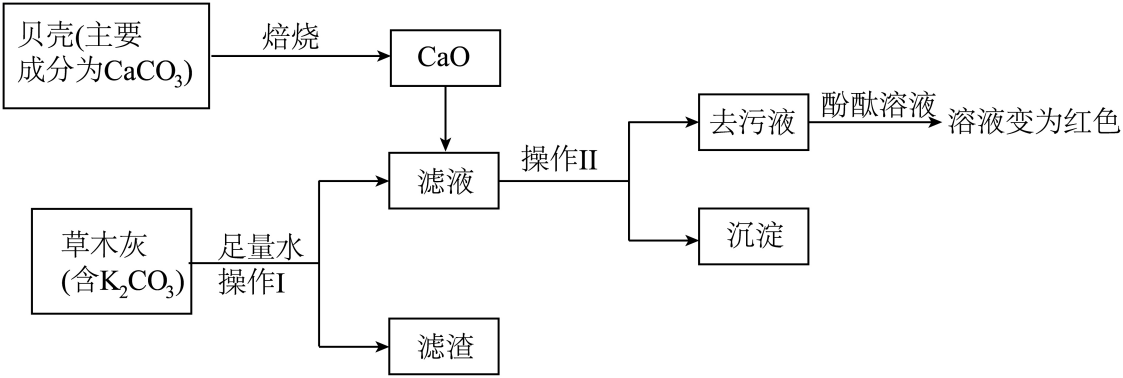 贝壳(主要
成分为CaCO₃)
焙烧
CaO
酚酞溶液
去污液
溶液变为红色
操作II
滤液
沉淀
草木灰
(含K₂CO₃)
足量水
操作I
滤渣